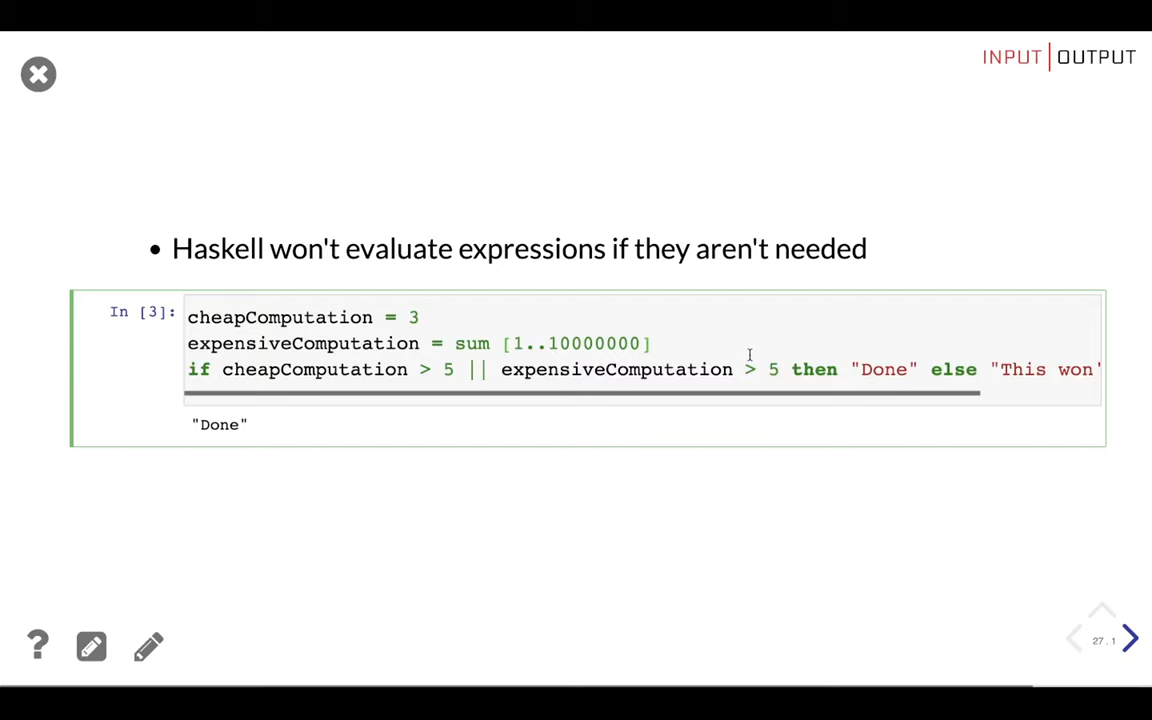 INPUT|OUTPUT
• Haskell won't evaluate expressions if they aren't needed
In [3]:
cheapComputation = 3
expensiveComputation = sum [1..10000000]
if cheapComputation > 5 || expensiveComputation > 5 then "Done" else "This won'
"Done"
?
27.1